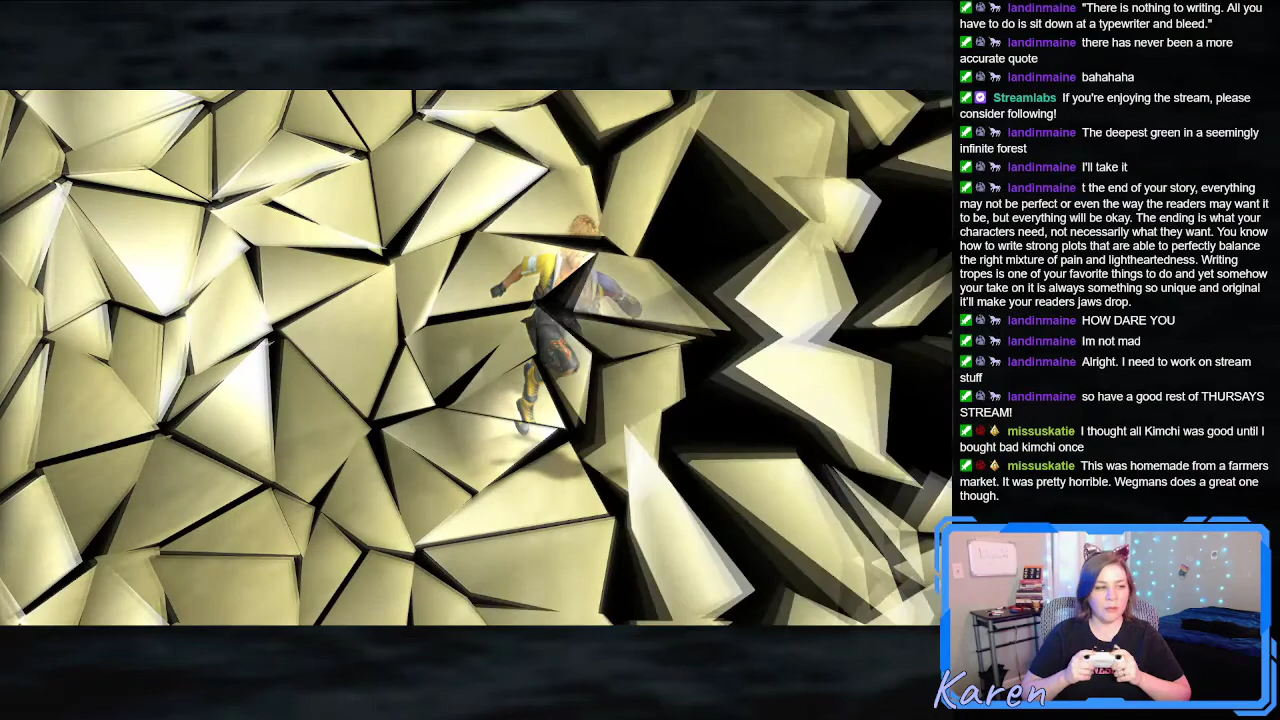 landinmaine "There is nothing to writing. All you
have to do is sit down at a typewriter and bleed."
landinmaine there has never been a more
accurate quote
landinmaine bahahaha
Streamlabs If you're enjoying the stream, please
consider following!
landinmaine The deepest green in a seemingly
infinite forest
landinmaine I'll take it
landinmaine t the end of your story, everything
may not be perfect or even the way the readers may want it
to be, but everything will be okay. The ending is what your
characters need, not necessarily what they want. You know
how to write strong plots that are able to perfectly balance
the right mixture of pain and lightheartedness. Writing
tropes is one of your favorite things to do and yet somehow
your take on it is always something so unique and original
it'll make your readers jaws drop.
landinmaine HOW DARE YOU
landinmaine Im not mad
landinmaine Alright. I need to work on stream
stuff
landinmaine so have a good rest of THURSAYS
STREAM!
missuskatie I thought all Kimchi was good until I
bought bad kimchi once
missuskatie This was homemade from a farmers
market. It was pretty horrible. Wegmans does a great one
though.
Karen